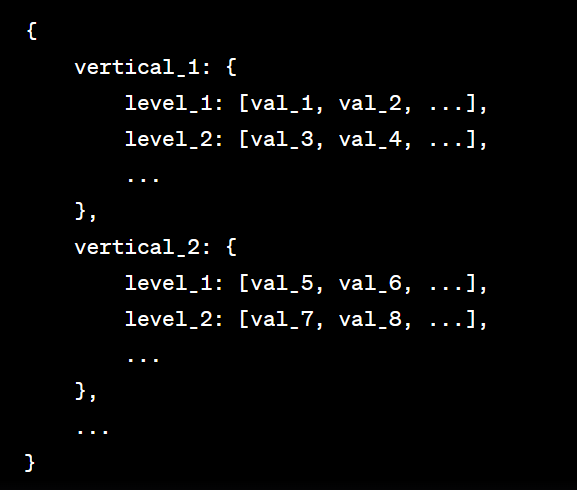 {
    vertical_1: {
        level_1: [val_1, val_2, ...],
        level_2: [val_3, val_4, ...],
        ...
    },
    vertical_2: {
        level_1: [val_5, val_6, ...],
        level_2: [val_7, val_8, ...],
        ...
    },
    ...
}